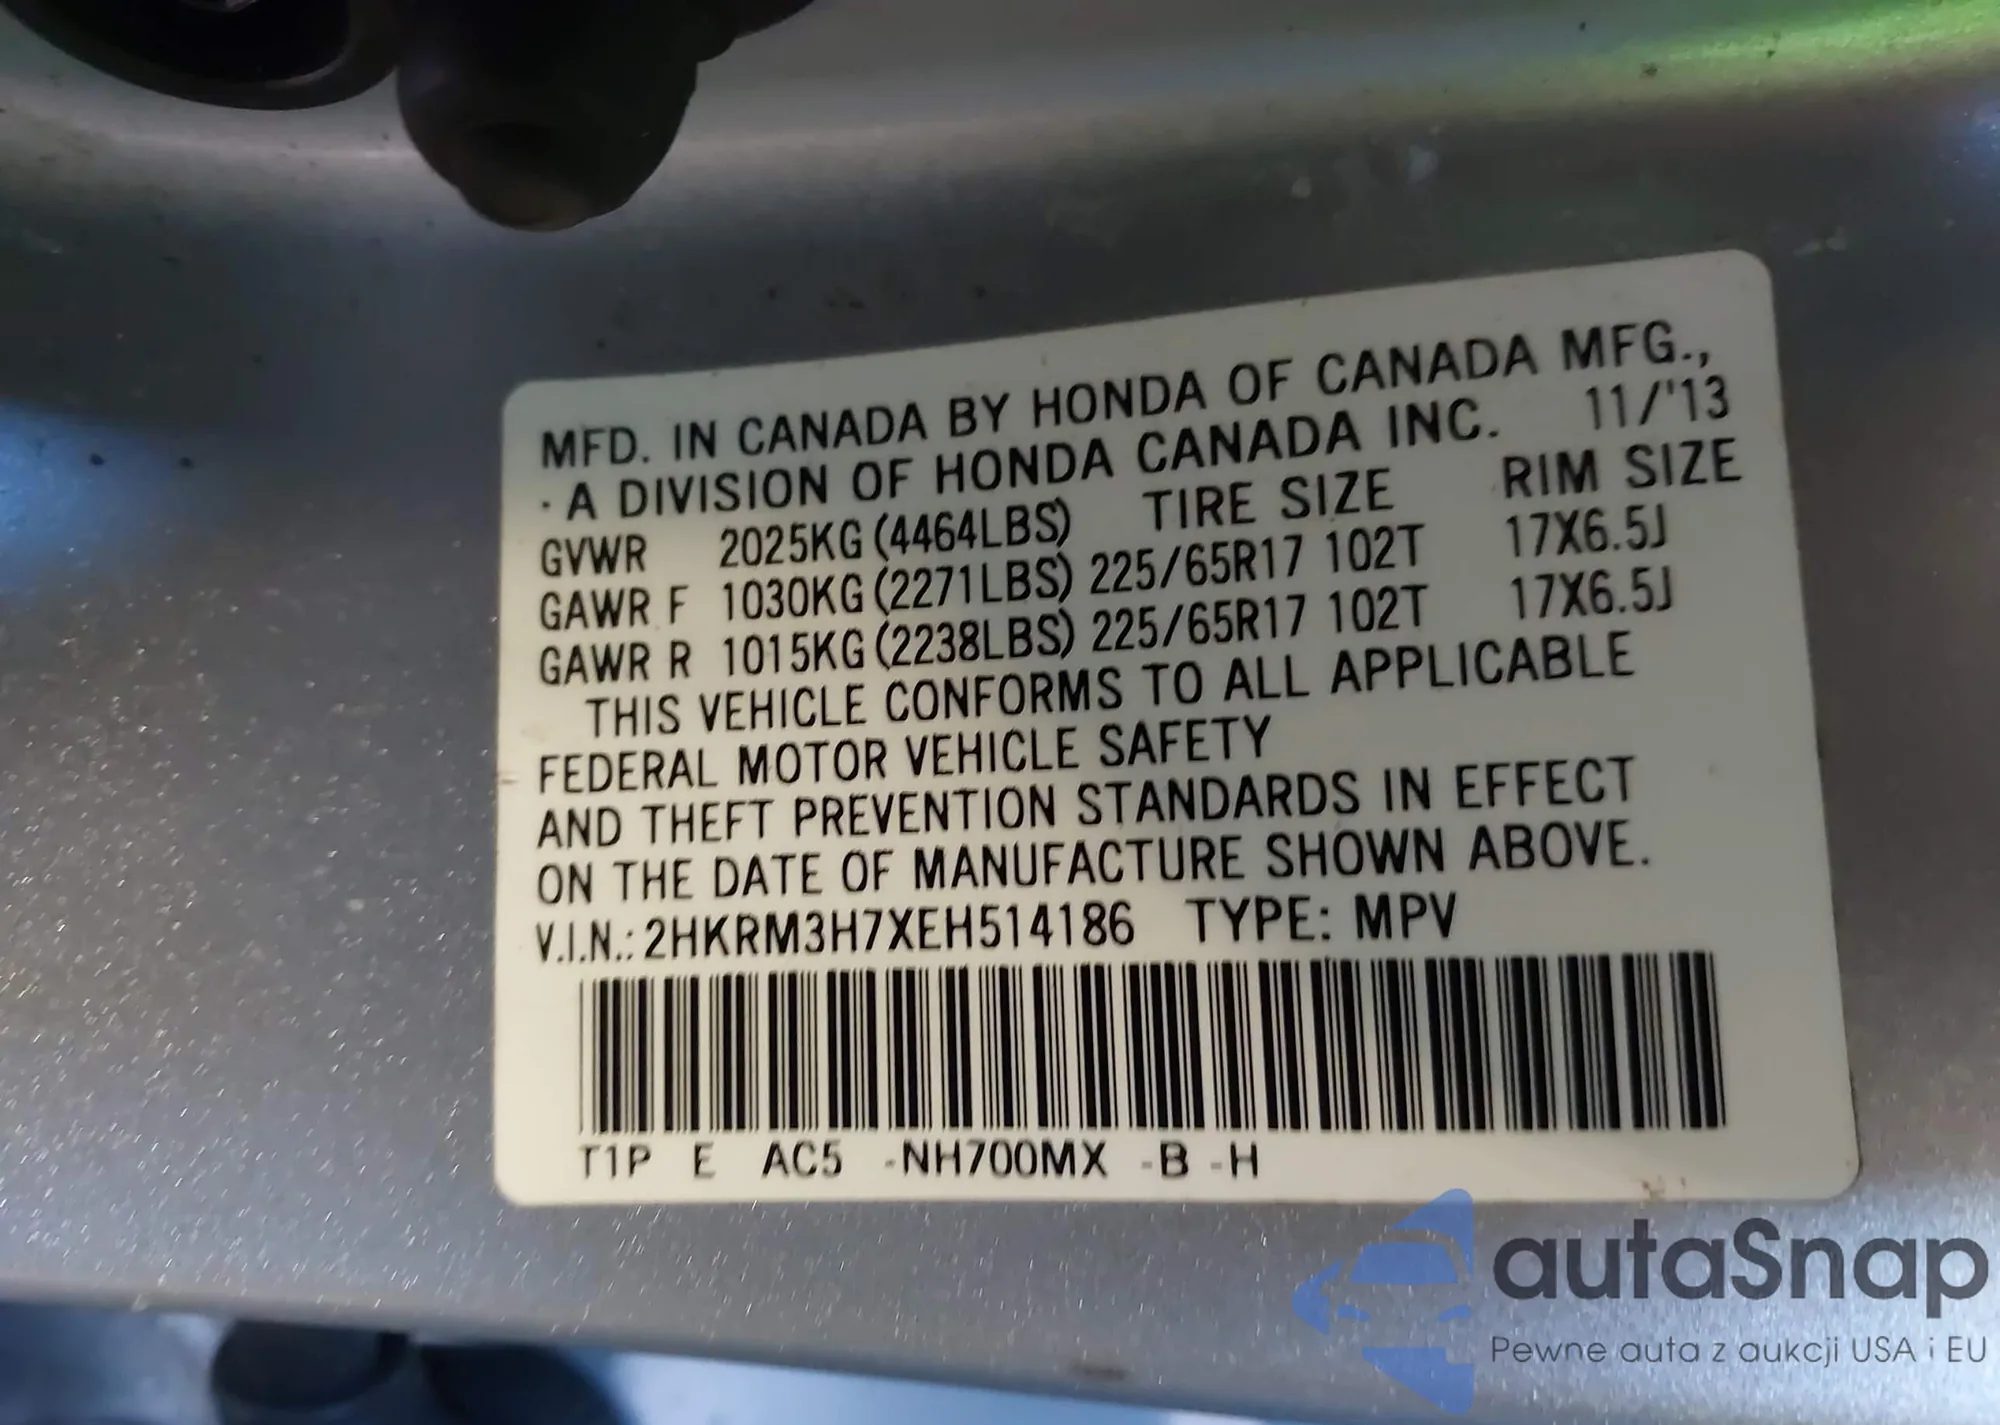 MFD. IN CANADA BY HONDA OF CANADA MFG.,
· A DIVISION OF HONDA CANADA INC. 11/'13
GVWR 2025KG (4464LBS) TIRE SIZE RIM SIZE
GAWR F 1030KG (2271LBS) 225/65R17 102T 17X6.5J
GAWR R 1015KG (2238LBS) 225/65R17 102T 17X6.5J
THIS VEHICLE CONFORMS TO ALL APPLICABLE
FEDERAL MOTOR VEHICLE SAFETY
AND THEFT PREVENTION STANDARDS IN EFFECT
ON THE DATE OF MANUFACTURE SHOWN ABOVE.
V.I.N.: 2HKRM3H7XEH514186 TYPE: MPV
T1P E AC5 -NH700MX -B -H
autaSnap
Pewne auta z aukcji USA i EU